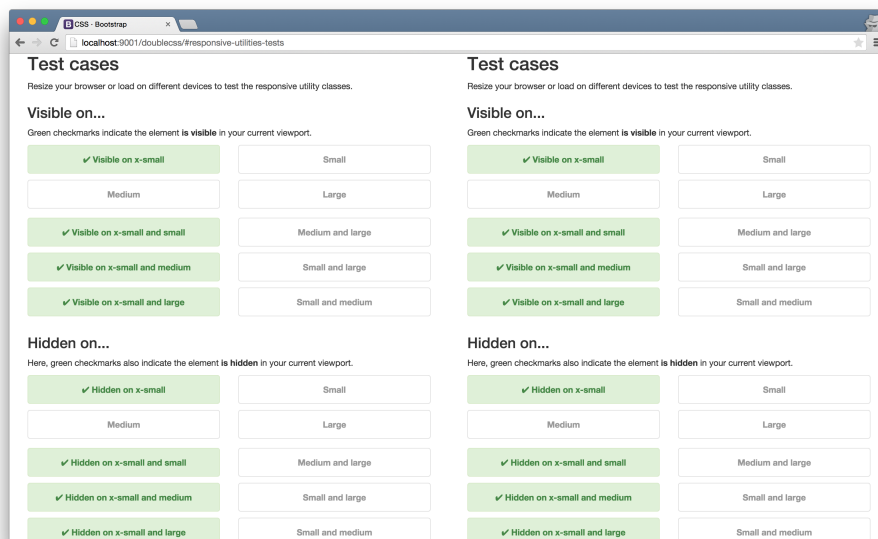 B CSS · Bootstrap ×
localhost:9001/doublecss/#responsive-utilities-tests
Test cases
Resize your browser or load on different devices to test the responsive utility classes.
Visible on...
Green checkmarks indicate the element is visible in your current viewport.
✔ Visible on x-small
Small
Medium
Large
✔ Visible on x-small and small
Medium and large
✔ Visible on x-small and medium
Small and large
✔ Visible on x-small and large
Small and medium
Hidden on...
Here, green checkmarks also indicate the element is hidden in your current viewport.
✔ Hidden on x-small
Small
Medium
Large
✔ Hidden on x-small and small
Medium and large
✔ Hidden on x-small and medium
Small and large
✔ Hidden on x-small and large
Small and medium
Test cases
Resize your browser or load on different devices to test the responsive utility classes.
Visible on...
Green checkmarks indicate the element is visible in your current viewport.
✔ Visible on x-small
Small
Medium
Large
✔ Visible on x-small and small
Medium and large
✔ Visible on x-small and medium
Small and large
✔ Visible on x-small and large
Small and medium
Hidden on...
Here, green checkmarks also indicate the element is hidden in your current viewport.
✔ Hidden on x-small
Small
Medium
Large
✔ Hidden on x-small and small
Medium and large
✔ Hidden on x-small and medium
Small and large
✔ Hidden on x-small and large
Small and medium